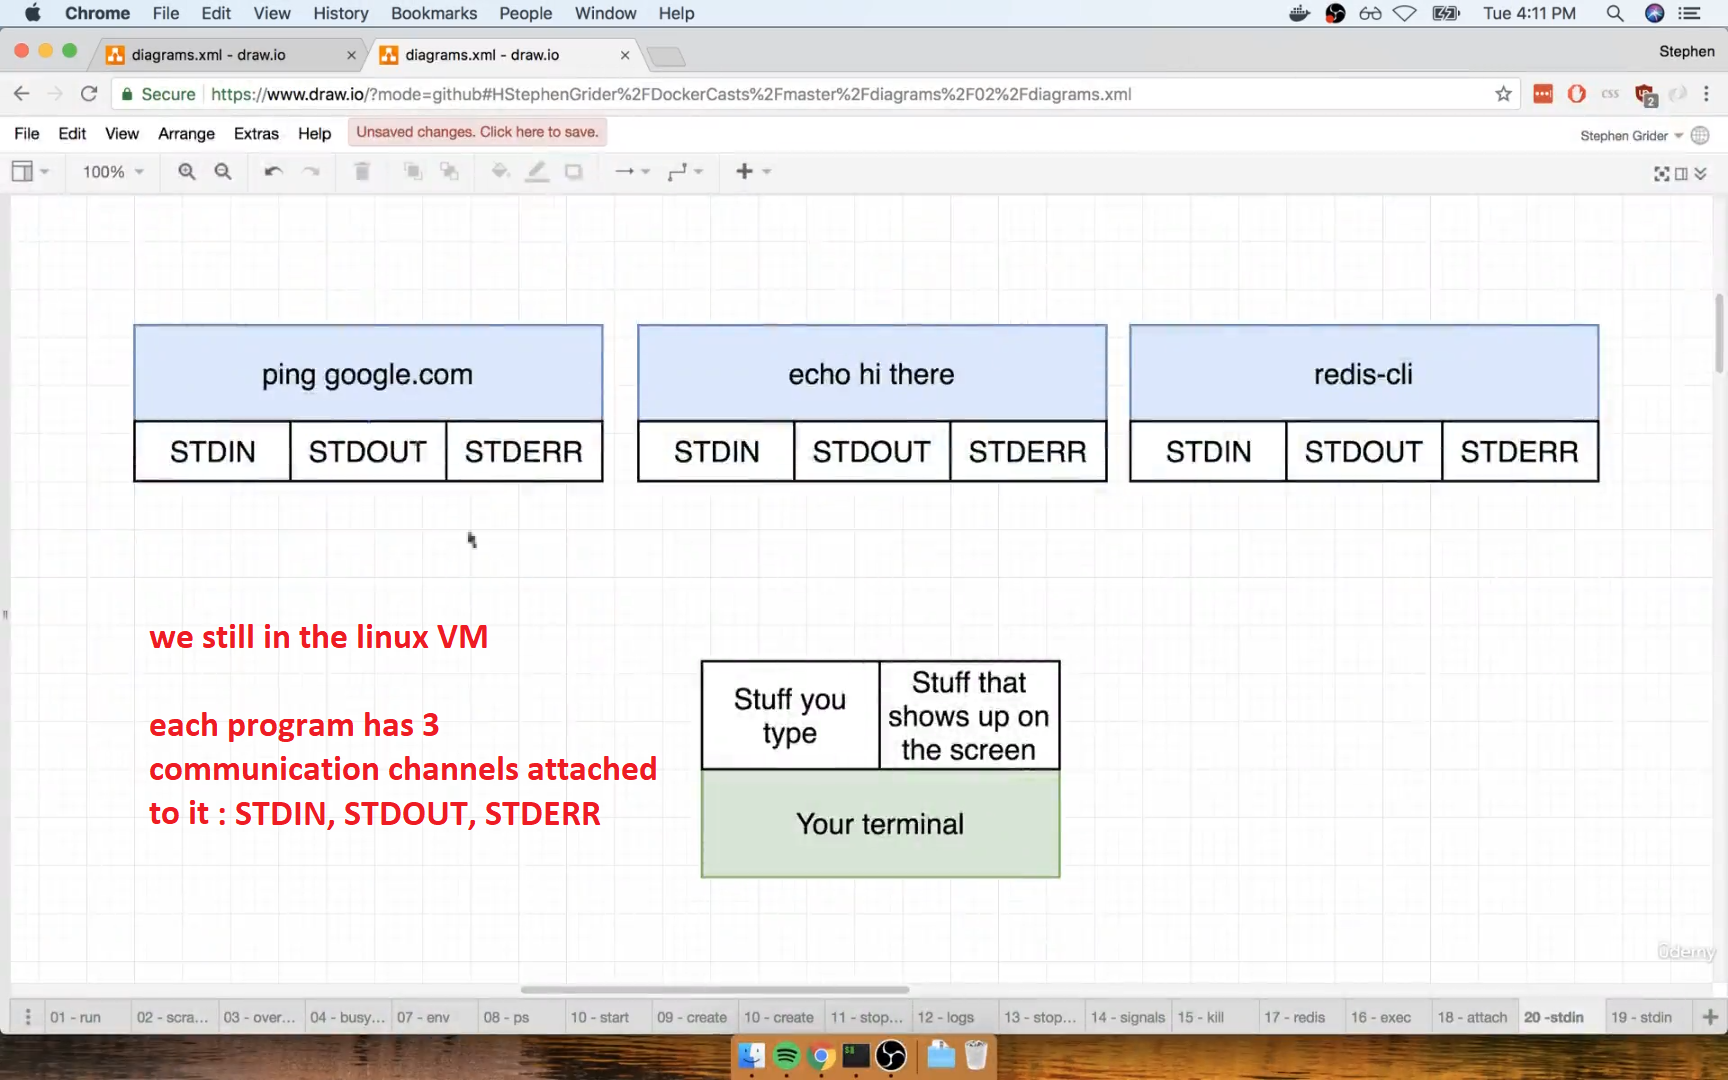 Chrome File Edit View History Bookmarks People Window Help Tue 4:11 PM
diagrams.xml - draw.io diagrams.xml - draw.io Stephen
Secure https://www.draw.io/?mode=github#HStephenGrider%2FDockerCasts%2Fmaster%2Fdiagrams%2F02%2Fdiagrams.xml css 2
File Edit View Arrange Extras Help Unsaved changes. Click here to save. Stephen Grider
100%
ping google.com
STDIN STDOUT STDERR
echo hi there
STDIN STDOUT STDERR
redis-cli
STDIN STDOUT STDERR
we still in the linux VM
each program has 3
communication channels attached
to it : STDIN, STDOUT, STDERR
Stuff you
type
Stuff that
shows up on
the screen
Your terminal
ûdemy
01 - run 02 - scra... 03 - over... 04 - busy... 07 - env 08 - ps 10 - start 09 - create 10 - create 11 - stop... 12 - logs 13 - stop... 14 - signals 15 - kill 17 - redis 16 - exec 18 - attach 20 -stdin 19 - stdin